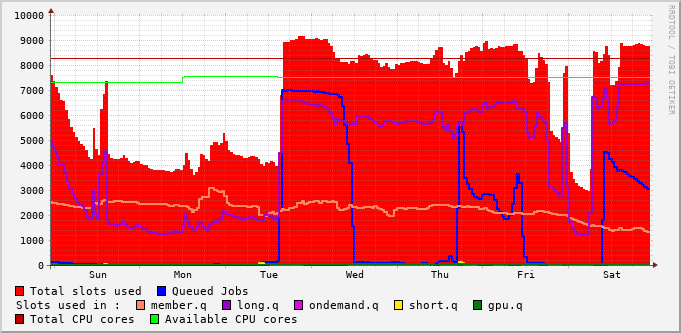 10000
9000
8000
7000
6000
5000
4000
3000
2000
1000
0
Sun Mon Tue Wed Thu Fri Sat
RRDTOOL / TOBI OETIKER
Total slots used Queued Jobs
Slots used in : member.q long.q ondemand.q short.q gpu.q
Total CPU cores Available CPU cores